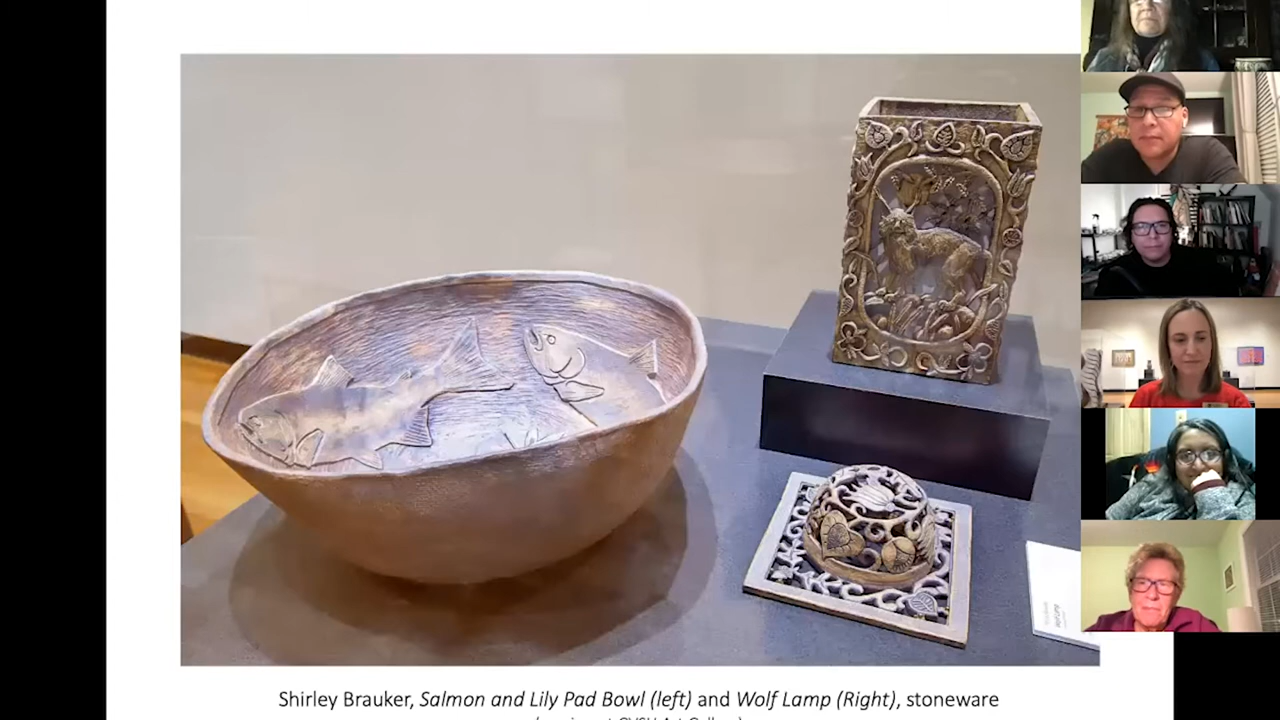 Shirley Brauker, Salmon and Lily Pad Bowl (left) and Wolf Lamp (Right), stoneware